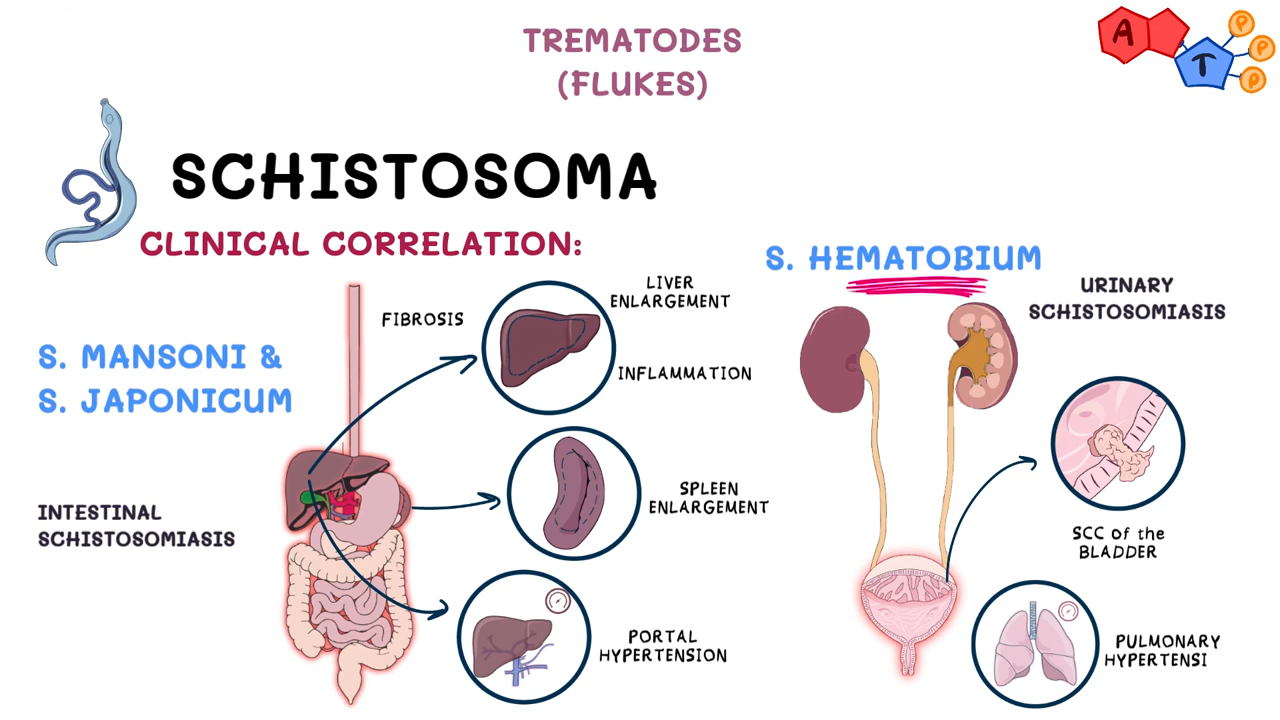 TREMATODES
(FLUKES)
A
T
P
P
P
SCHISTOSOMA
CLINICAL CORRELATION:
S. MANSONI &
S. JAPONICUM
INTESTINAL
SCHISTOSOMIASIS
FIBROSIS
LIVER
ENLARGEMENT
INFLAMMATION
SPLEEN
ENLARGEMENT
PORTAL
HYPERTENSION
S. HEMATOBIUM
URINARY
SCHISTOSOMIASIS
SCC of the
BLADDER
PULMONARY
HYPERTENSI